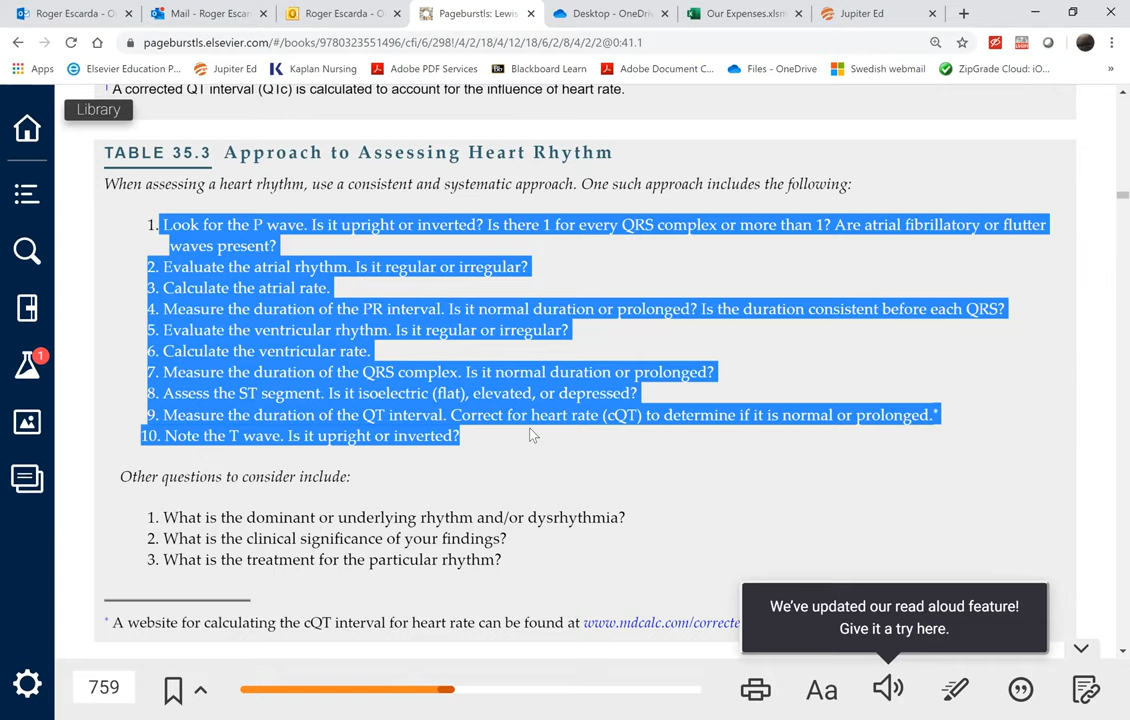 Roger Escarda - O
Mail - Roger Escar
Roger Escarda - O
Pageburstls: Lewis
Desktop - OneDriv
Our Expenses.xlsm
Jupiter Ed
pageburstls.elsevier.com/#/books/9780323551496/cfi/6/298!/4/2/18/4/12/18/6/2/8/4/2/2@0:41.1
Apps
Elsevier Education P...
Jupiter Ed
Kaplan Nursing
Adobe PDF Services
Blackboard Learn
Adobe Document C...
Files - OneDrive
Swedish webmail
ZipGrade Cloud: iO...
»
† A corrected QT interval (QTc) is calculated to account for the influence of heart rate.
Library
TABLE 35.3 Approach to Assessing Heart Rhythm
When assessing a heart rhythm, use a consistent and systematic approach. One such approach includes the following:
1. Look for the P wave. Is it upright or inverted? Is there 1 for every QRS complex or more than 1? Are atrial fibrillatory or flutter
waves present?
2. Evaluate the atrial rhythm. Is it regular or irregular?
3. Calculate the atrial rate.
4. Measure the duration of the PR interval. Is it normal duration or prolonged? Is the duration consistent before each QRS?
5. Evaluate the ventricular rhythm. Is it regular or irregular?
6. Calculate the ventricular rate.
7. Measure the duration of the QRS complex. Is it normal duration or prolonged?
8. Assess the ST segment. Is it isoelectric (flat), elevated, or depressed?
9. Measure the duration of the QT interval. Correct for heart rate (cQT) to determine if it is normal or prolonged.*
10. Note the T wave. Is it upright or inverted?
1
Other questions to consider include:
1. What is the dominant or underlying rhythm and/or dysrhythmia?
2. What is the clinical significance of your findings?
3. What is the treatment for the particular rhythm?
* A website for calculating the cQT interval for heart rate can be found at www.mdcalc.com/correcte
We've updated our read aloud feature!
Give it a try here.
759
Aa